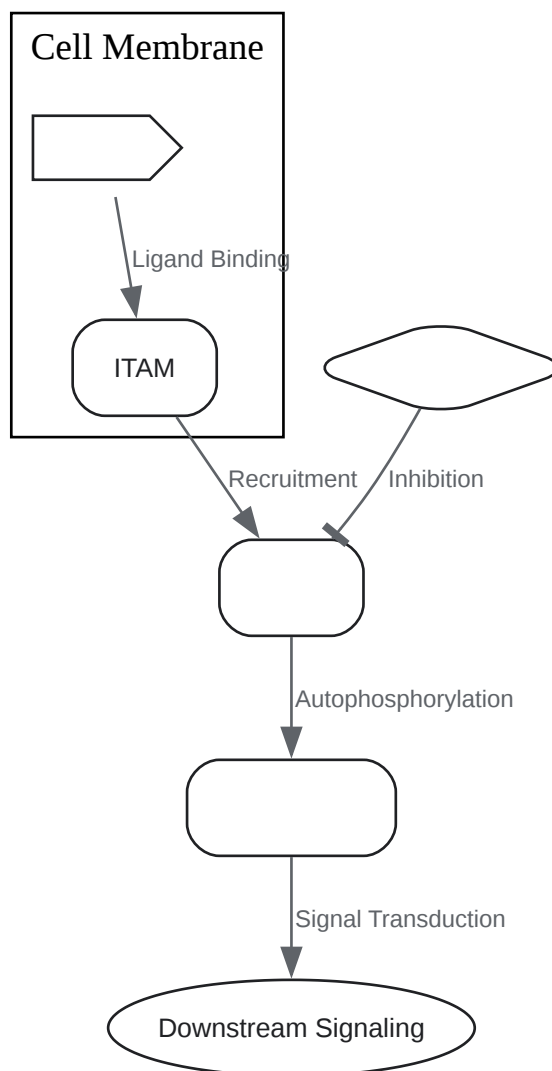 Cell Membrane
Ligand Binding
ITAM
Recruitment
Inhibition
Autophosphorylation
Signal Transduction
Downstream Signaling